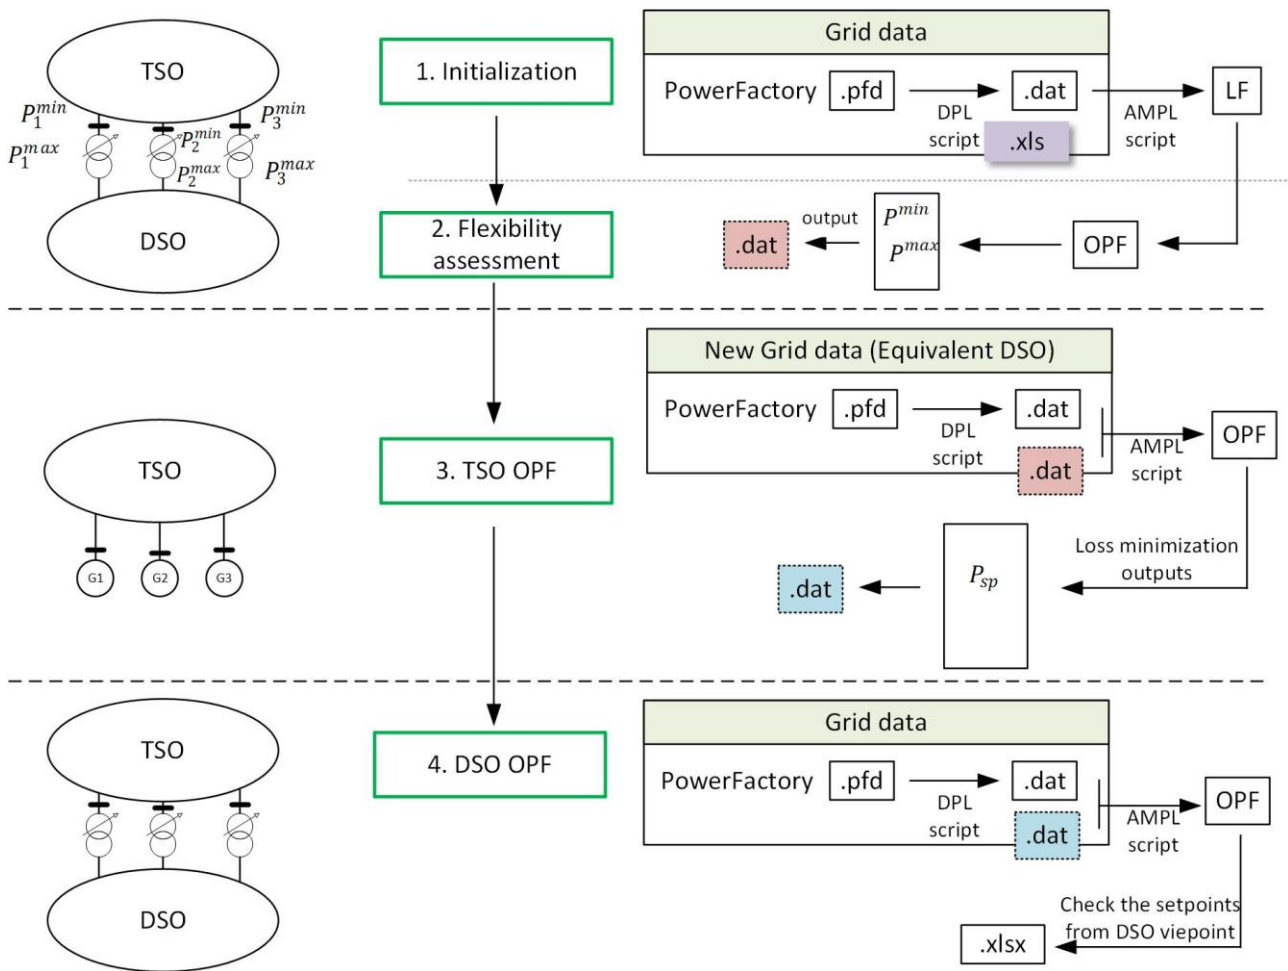 TSO
P_1^{min}
P_1^{max}
P_2^{min}
P_2^{max}
P_3^{min}
P_3^{max}
DSO
1. Initialization
Grid data
PowerFactory
.pfd
DPL
script
.dat
.xls
AMPL
script
LF
2. Flexibility
assessment
.dat
output
P^{min}
P^{max}
OPF
TSO
G1
G2
G3
3. TSO OPF
New Grid data (Equivalent DSO)
PowerFactory
.pfd
DPL
script
.dat
.dat
AMPL
script
OPF
Loss minimization
outputs
P_{sp}
.dat
TSO
DSO
4. DSO OPF
Grid data
PowerFactory
.pfd
DPL
script
.dat
.dat
AMPL
script
OPF
Check the setpoints
from DSO viepoint
.xlsx